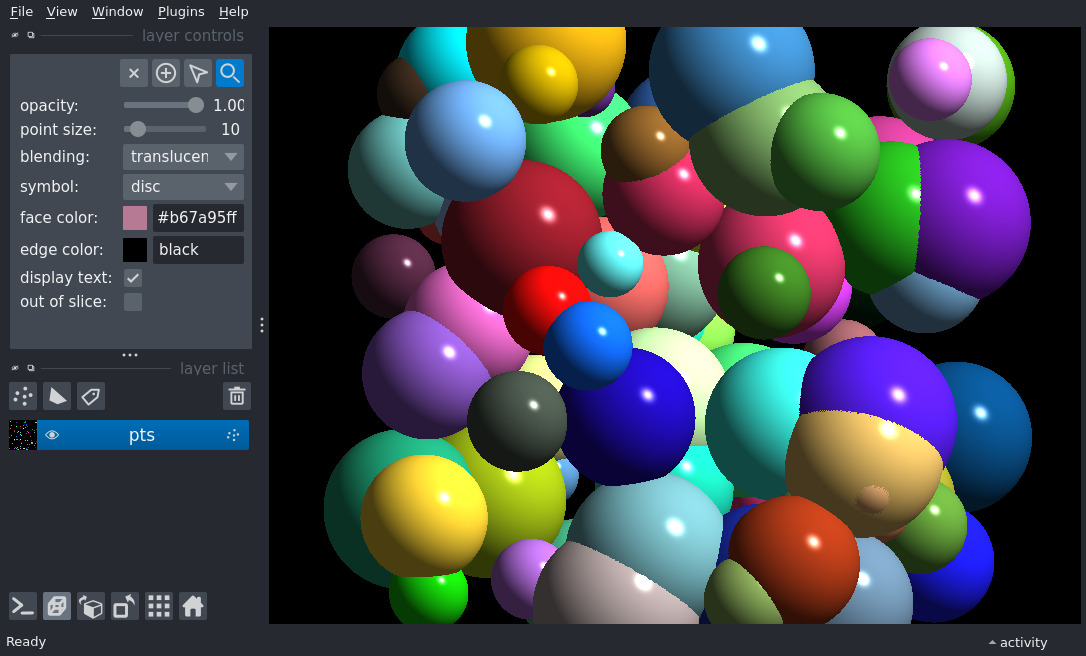 File View Window Plugins Help
layer controls
opacity: 1.00
point size: 10
blending: translucen
symbol: disc
face color: #b67a95ff
edge color: black
display text:
out of slice:
layer list
pts
Ready
activity